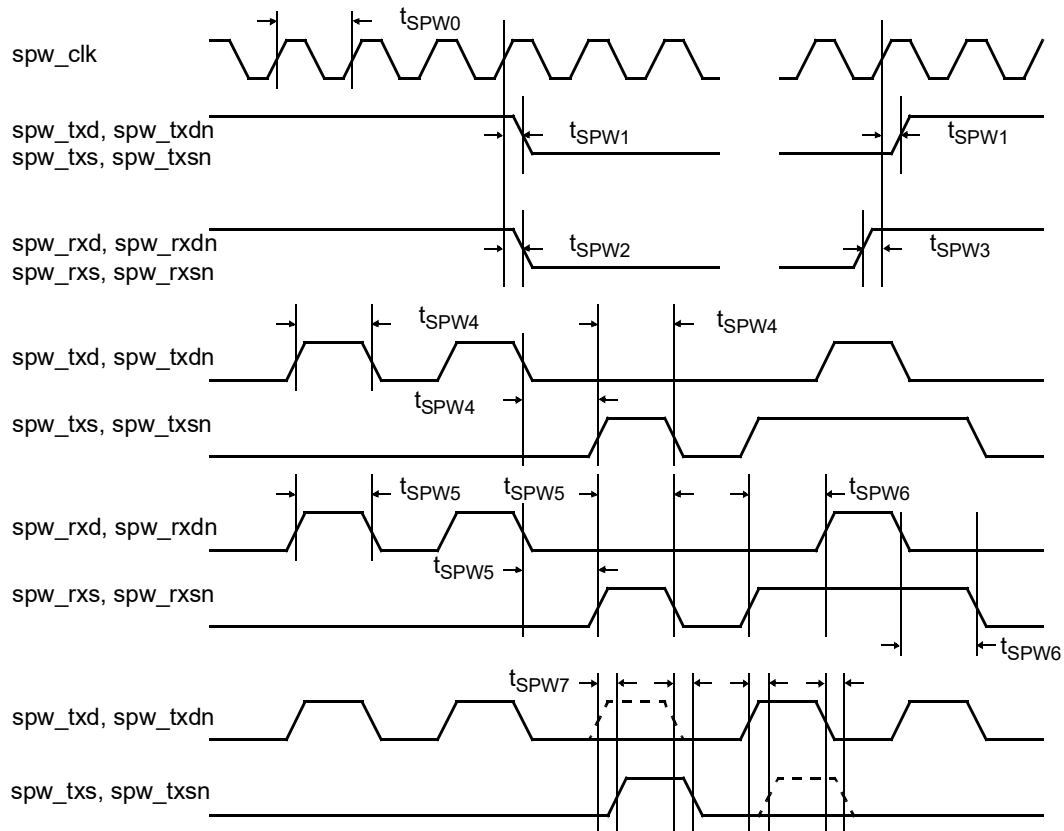 tSPW0
spw_clk
spw_txd, spw_txdn
spw_txs, spw_txsn
tSPW1
tSPW1
spw_rxd, spw_rxdn
spw_rxs, spw_rxsn
tSPW2
tSPW3
tSPW4
tSPW4
spw_txd, spw_txdn
tSPW4
spw_txs, spw_txsn
tSPW5
tSPW5
tSPW6
spw_rxd, spw_rxdn
tSPW5
spw_rxs, spw_rxsn
tSPW6
tSPW7
spw_txd, spw_txdn
spw_txs, spw_txsn